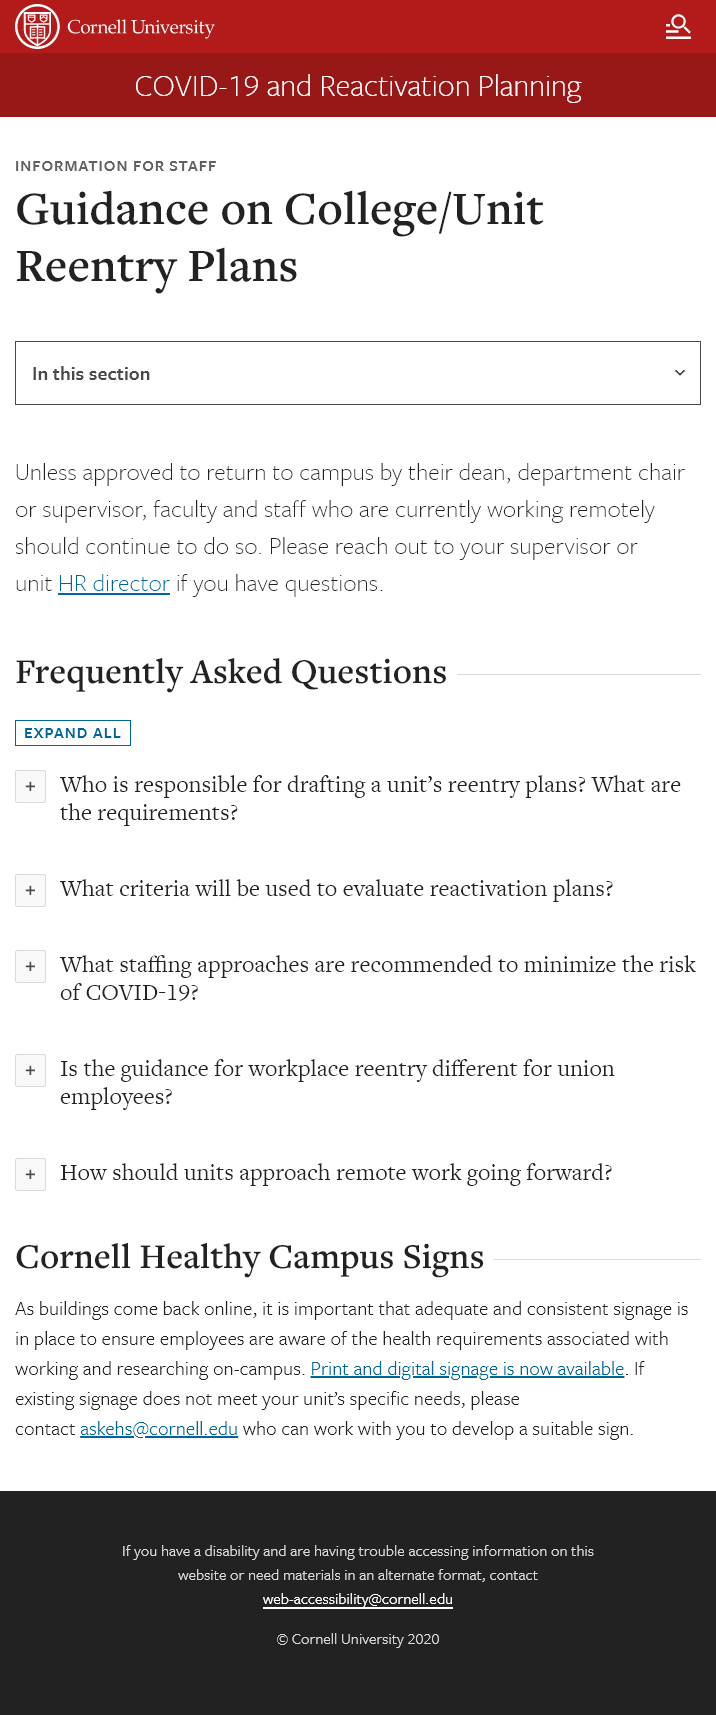 Cornell University
COVID-19 and Reactivation Planning
INFORMATION FOR STAFF
Guidance on College/Unit
Reentry Plans
In this section
Unless approved to return to campus by their dean, department chair
or supervisor, faculty and staff who are currently working remotely
should continue to do so. Please reach out to your supervisor or
unit HR director if you have questions.
Frequently Asked Questions
EXPAND ALL
+ Who is responsible for drafting a unit’s reentry plans? What are
the requirements?
+ What criteria will be used to evaluate reactivation plans?
+ What staffing approaches are recommended to minimize the risk
of COVID-19?
+ Is the guidance for workplace reentry different for union
employees?
+ How should units approach remote work going forward?
Cornell Healthy Campus Signs
As buildings come back online, it is important that adequate and consistent signage is
in place to ensure employees are aware of the health requirements associated with
working and researching on-campus. Print and digital signage is now available. If
existing signage does not meet your unit’s specific needs, please
contact askehs@cornell.edu who can work with you to develop a suitable sign.
If you have a disability and are having trouble accessing information on this
website or need materials in an alternate format, contact
web-accessibility@cornell.edu
© Cornell University 2020